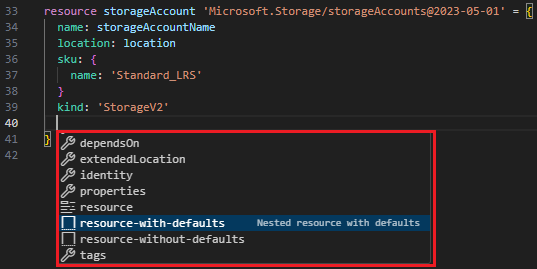 33 resource storageAccount 'Microsoft.Storage/storageAccounts@2023-05-01' = {
34 name: storageAccountName
35 location: location
36 sku: {
37 name: 'Standard_LRS'
38 }
39 kind: 'StorageV2'
40
41 }
42
dependsOn
extendedLocation
identity
properties
resource
resource-with-defaults Nested resource with defaults
resource-without-defaults
tags